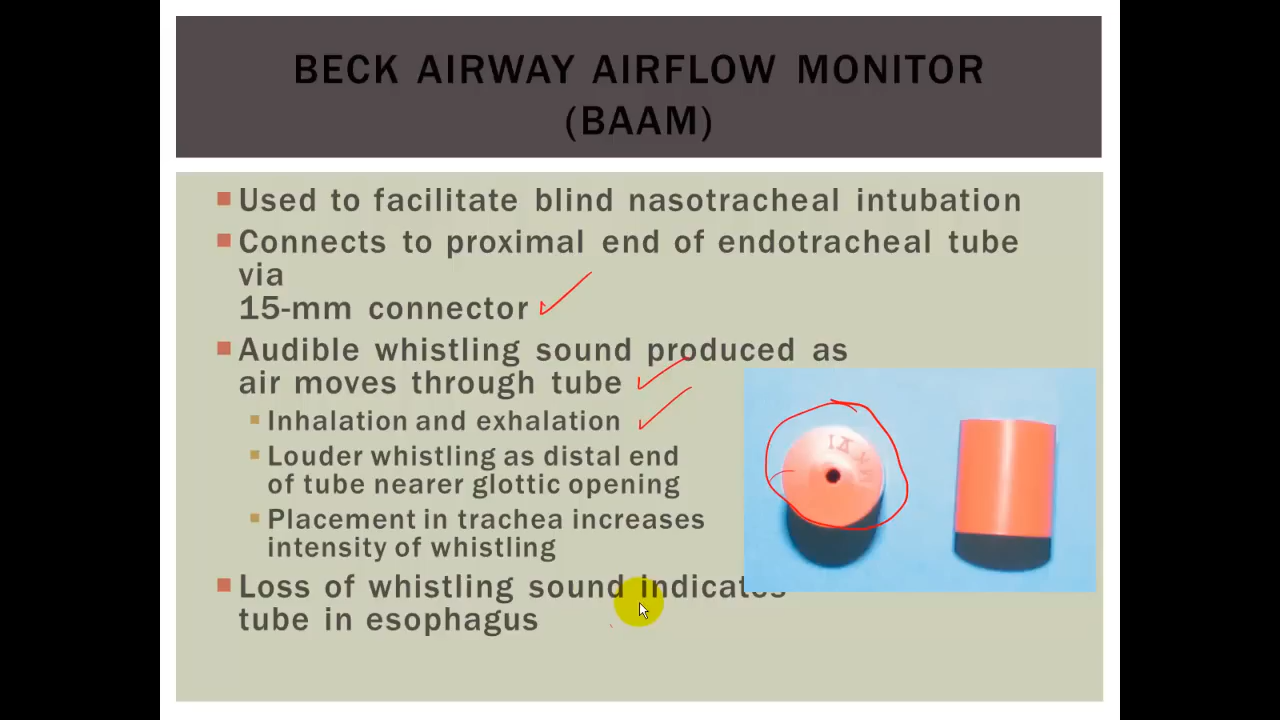 BECK AIRWAY AIRFLOW MONITOR
(BAAM)
Used to facilitate blind nasotracheal intubation
Connects to proximal end of endotracheal tube
via
15-mm connector
Audible whistling sound produced as
air moves through tube
Inhalation and exhalation
Louder whistling as distal end
of tube nearer glottic opening
Placement in trachea increases
intensity of whistling
Loss of whistling sound indicates
tube in esophagus